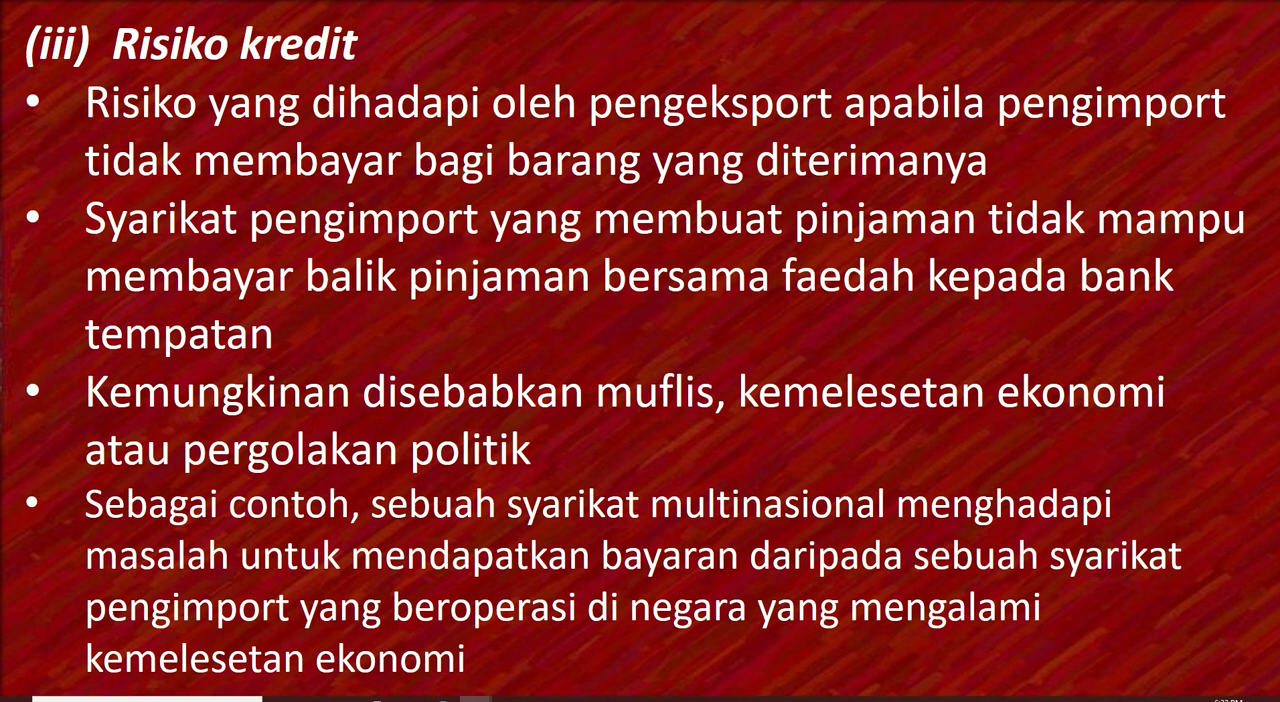 (iii) Risiko kredit
• Risiko yang dihadapi oleh pengeksport apabila pengimport
tidak membayar bagi barang yang diterimanya
• Syarikat pengimport yang membuat pinjaman tidak mampu
membayar balik pinjaman bersama faedah kepada bank
tempatan
• Kemungkinan disebabkan muflis, kemelesetan ekonomi
atau pergolakan politik
• Sebagai contoh, sebuah syarikat multinasional menghadapi
masalah untuk mendapatkan bayaran daripada sebuah syarikat
pengimport yang beroperasi di negara yang mengalami
kemelesetan ekonomi